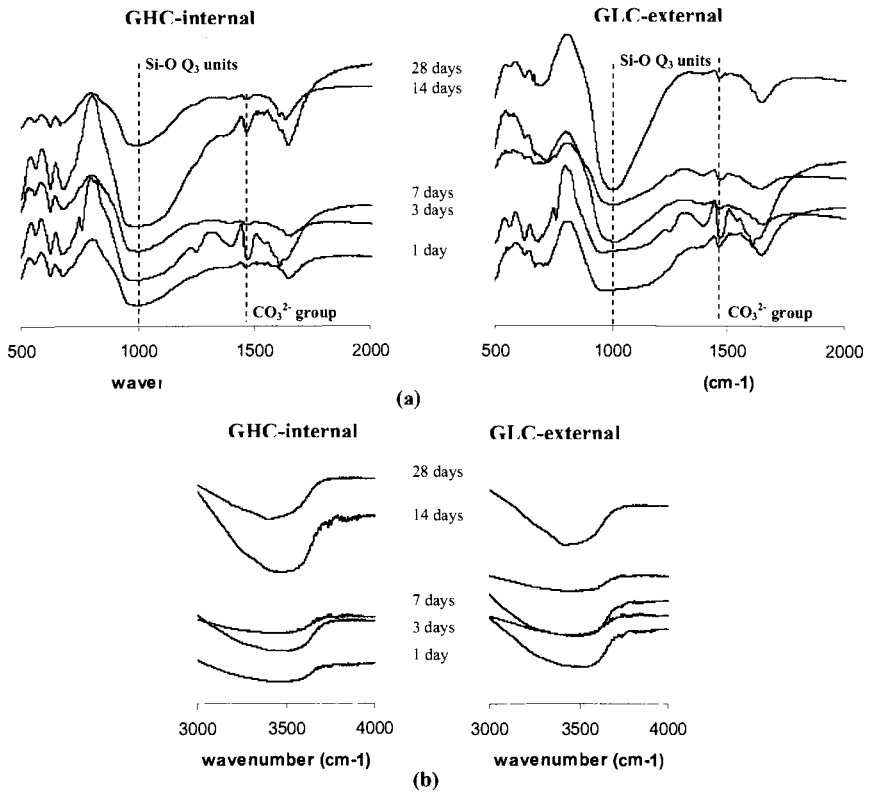 GHC-internal
GLC-external
Si-O Q₃ units
28 days
Si-O Q₃ units
14 days
7 days
3 days
1 day
CO₃²⁻ group
CO₃²⁻ group
500 1000 1500 2000
500 1000 1500 2000
waver
(cm-1)
(a)
GHC-internal
GLC-external
28 days
14 days
7 days
3 days
1 day
3000 3500 4000
3000 3500 4000
wavenumber (cm-1)
wavenumber (cm-1)
(b)